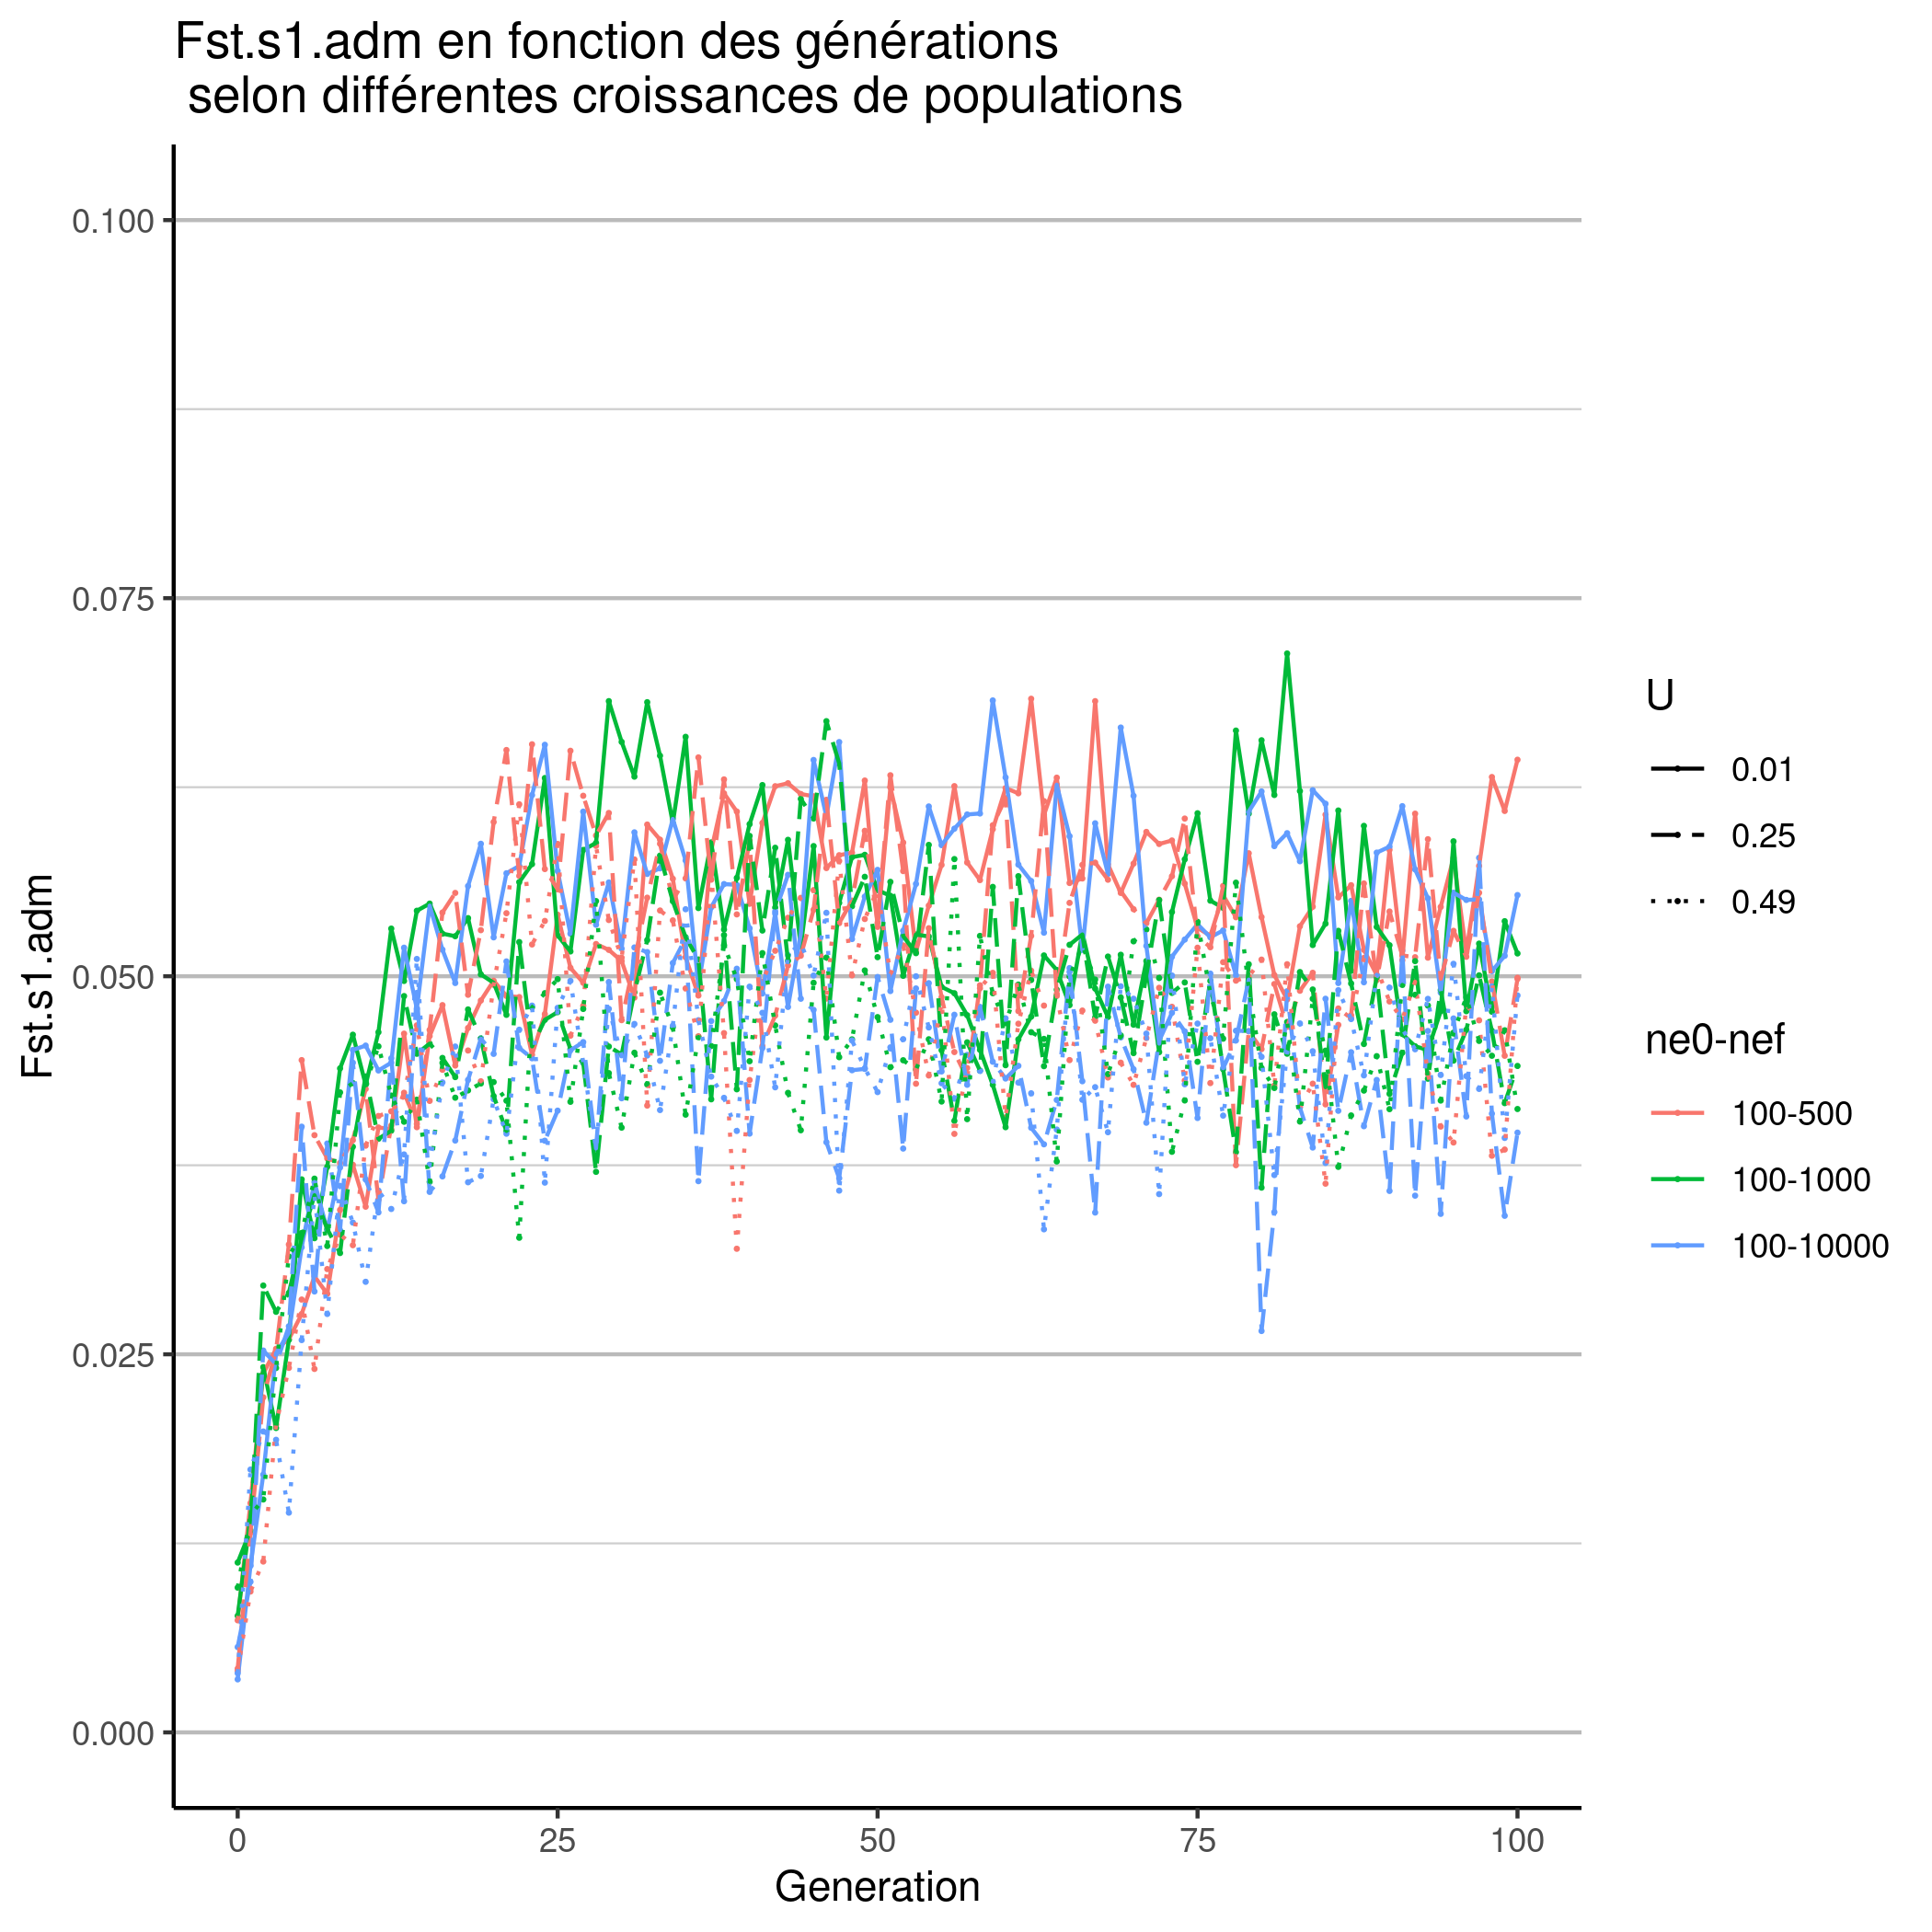 Fst.s1.adm en fonction des générations
selon différentes croissances de populations
0.100
0.075
0.050
0.025
0.000
Fst.s1.adm
0 25 50 75 100
Generation
U
0.01
0.25
0.49
ne0-nef
100-500
100-1000
100-10000